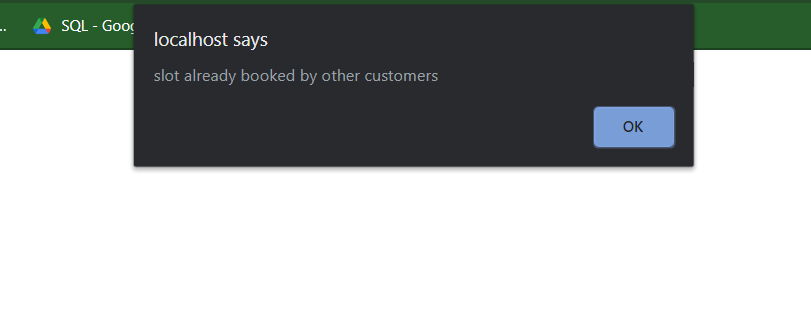 SQL - Goog
localhost says
slot already booked by other customers
OK